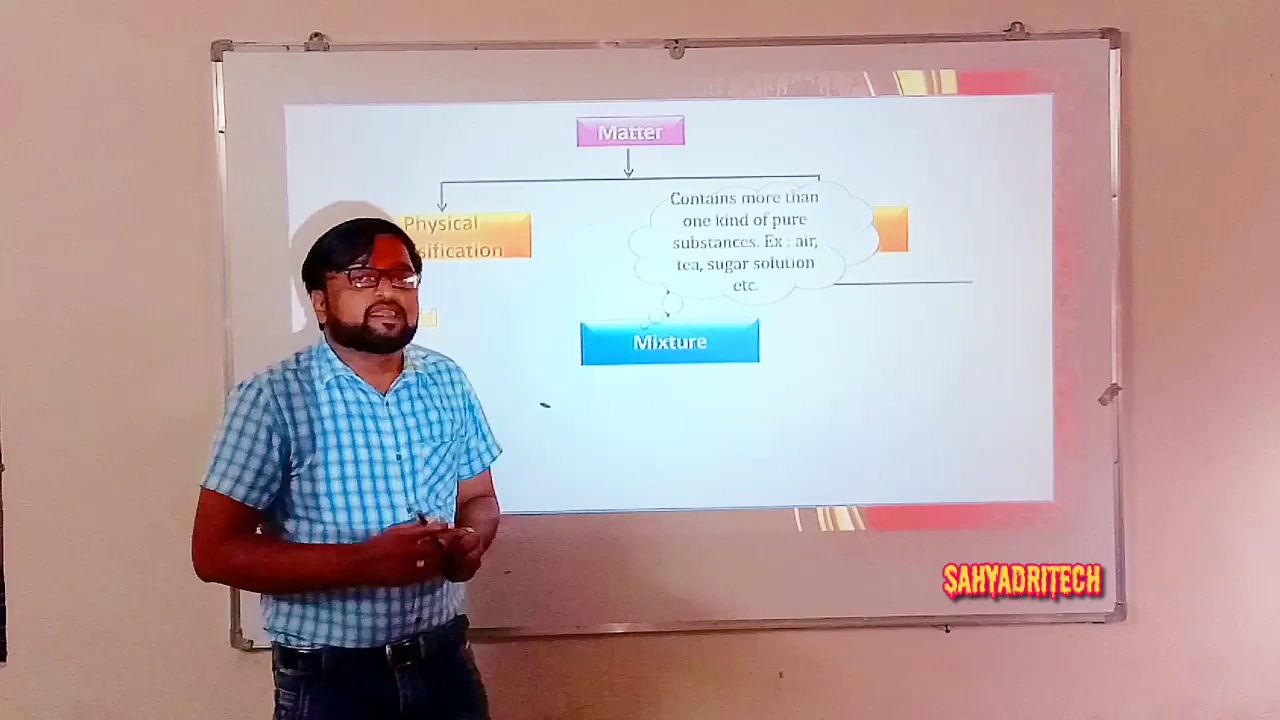 Matter
Physical
sification
Contains more than
one kind of pure
substances. Ex : air,
tea, sugar solution
etc.
Mixture
SAHYADRITECH